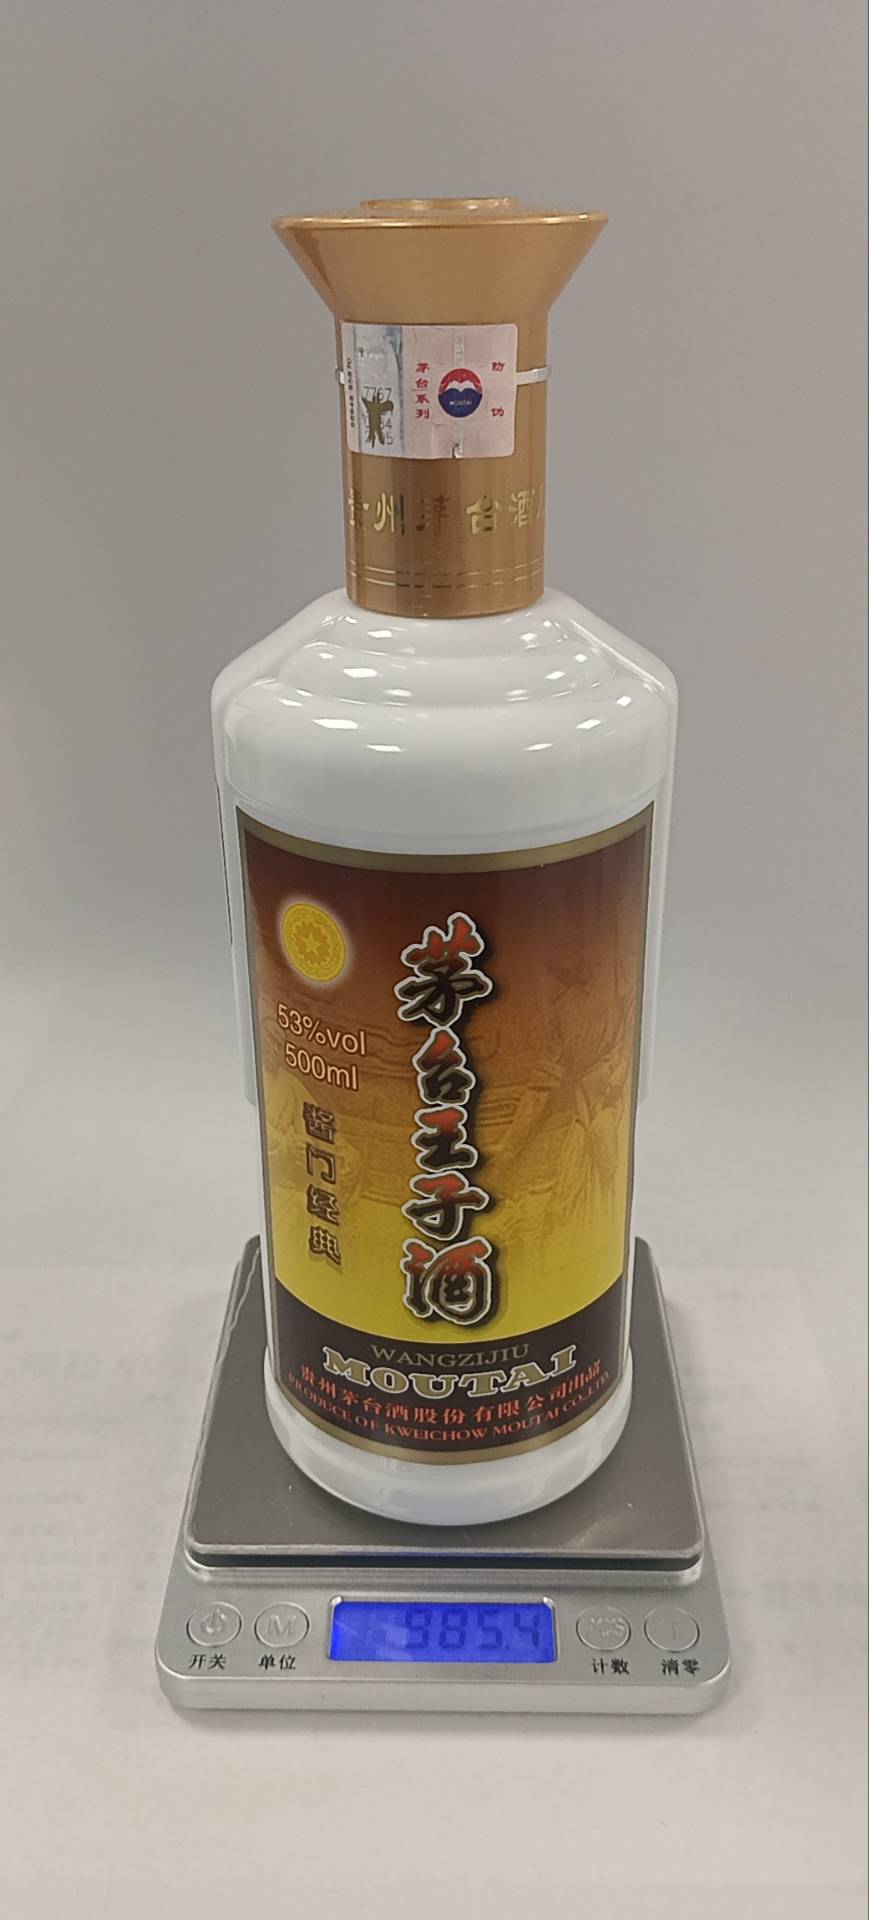 茅台系列
防伪
MOUTAI
贵州茅台酒
53%vol
500ml
酱门经典
茅台王子酒
WANGZIJIU
MOUTAI
贵州茅台酒股份有限公司出品
PRODUCE OF KWEICHOW MOUTAI CO.,LTD.
M
985.4
T
开关
单位
计数
清零